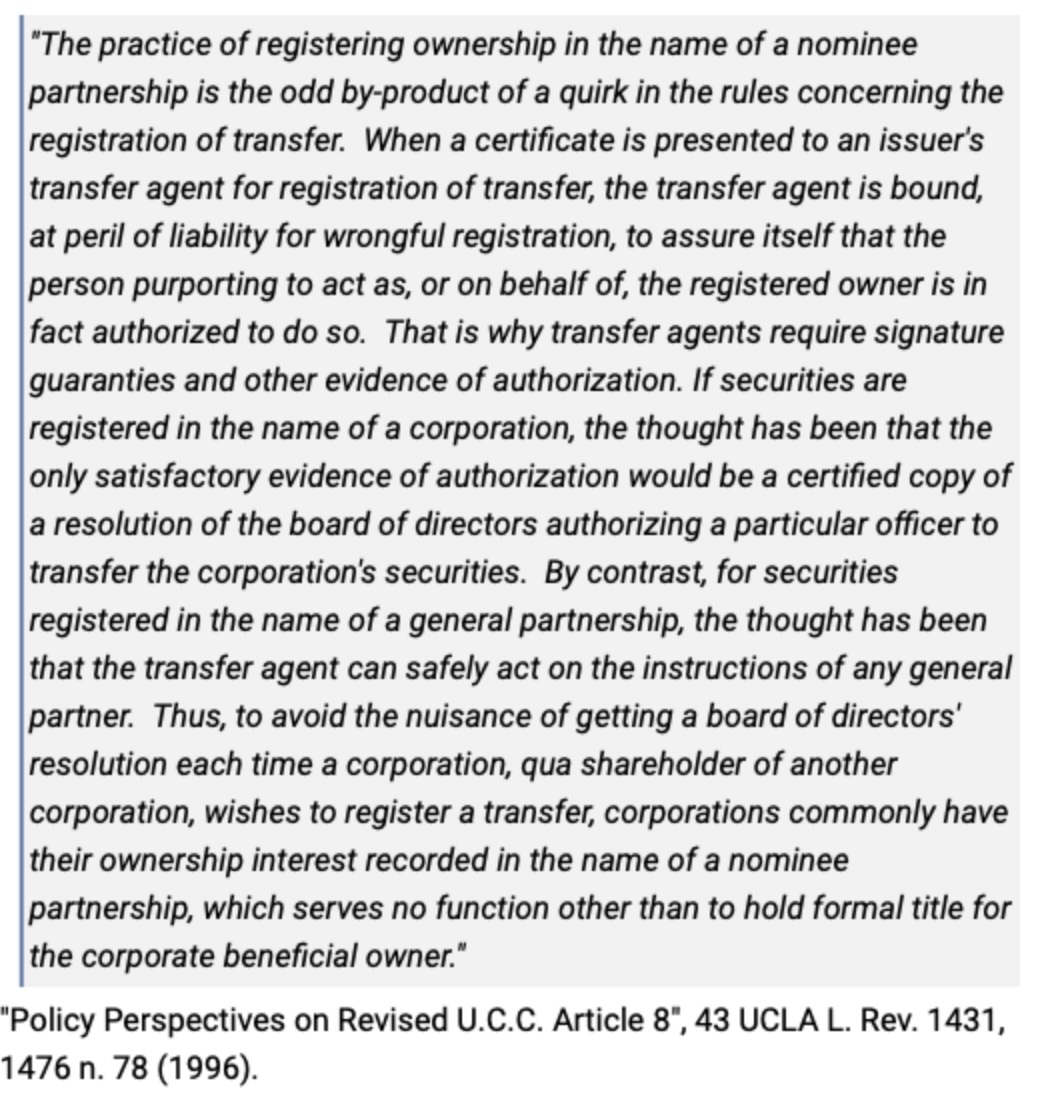 "The practice of registering ownership in the name of a nominee
partnership is the odd by-product of a quirk in the rules concerning the
registration of transfer.  When a certificate is presented to an issuer's
transfer agent for registration of transfer, the transfer agent is bound,
at peril of liability for wrongful registration, to assure itself that the
person purporting to act as, or on behalf of, the registered owner is in
fact authorized to do so.  That is why transfer agents require signature
guaranties and other evidence of authorization. If securities are
registered in the name of a corporation, the thought has been that the
only satisfactory evidence of authorization would be a certified copy of
a resolution of the board of directors authorizing a particular officer to
transfer the corporation's securities.  By contrast, for securities
registered in the name of a general partnership, the thought has been
that the transfer agent can safely act on the instructions of any general
partner.  Thus, to avoid the nuisance of getting a board of directors'
resolution each time a corporation, qua shareholder of another
corporation, wishes to register a transfer, corporations commonly have
their ownership interest recorded in the name of a nominee
partnership, which serves no function other than to hold formal title for
the corporate beneficial owner."
"Policy Perspectives on Revised U.C.C. Article 8", 43 UCLA L. Rev. 1431,
1476 n. 78 (1996).